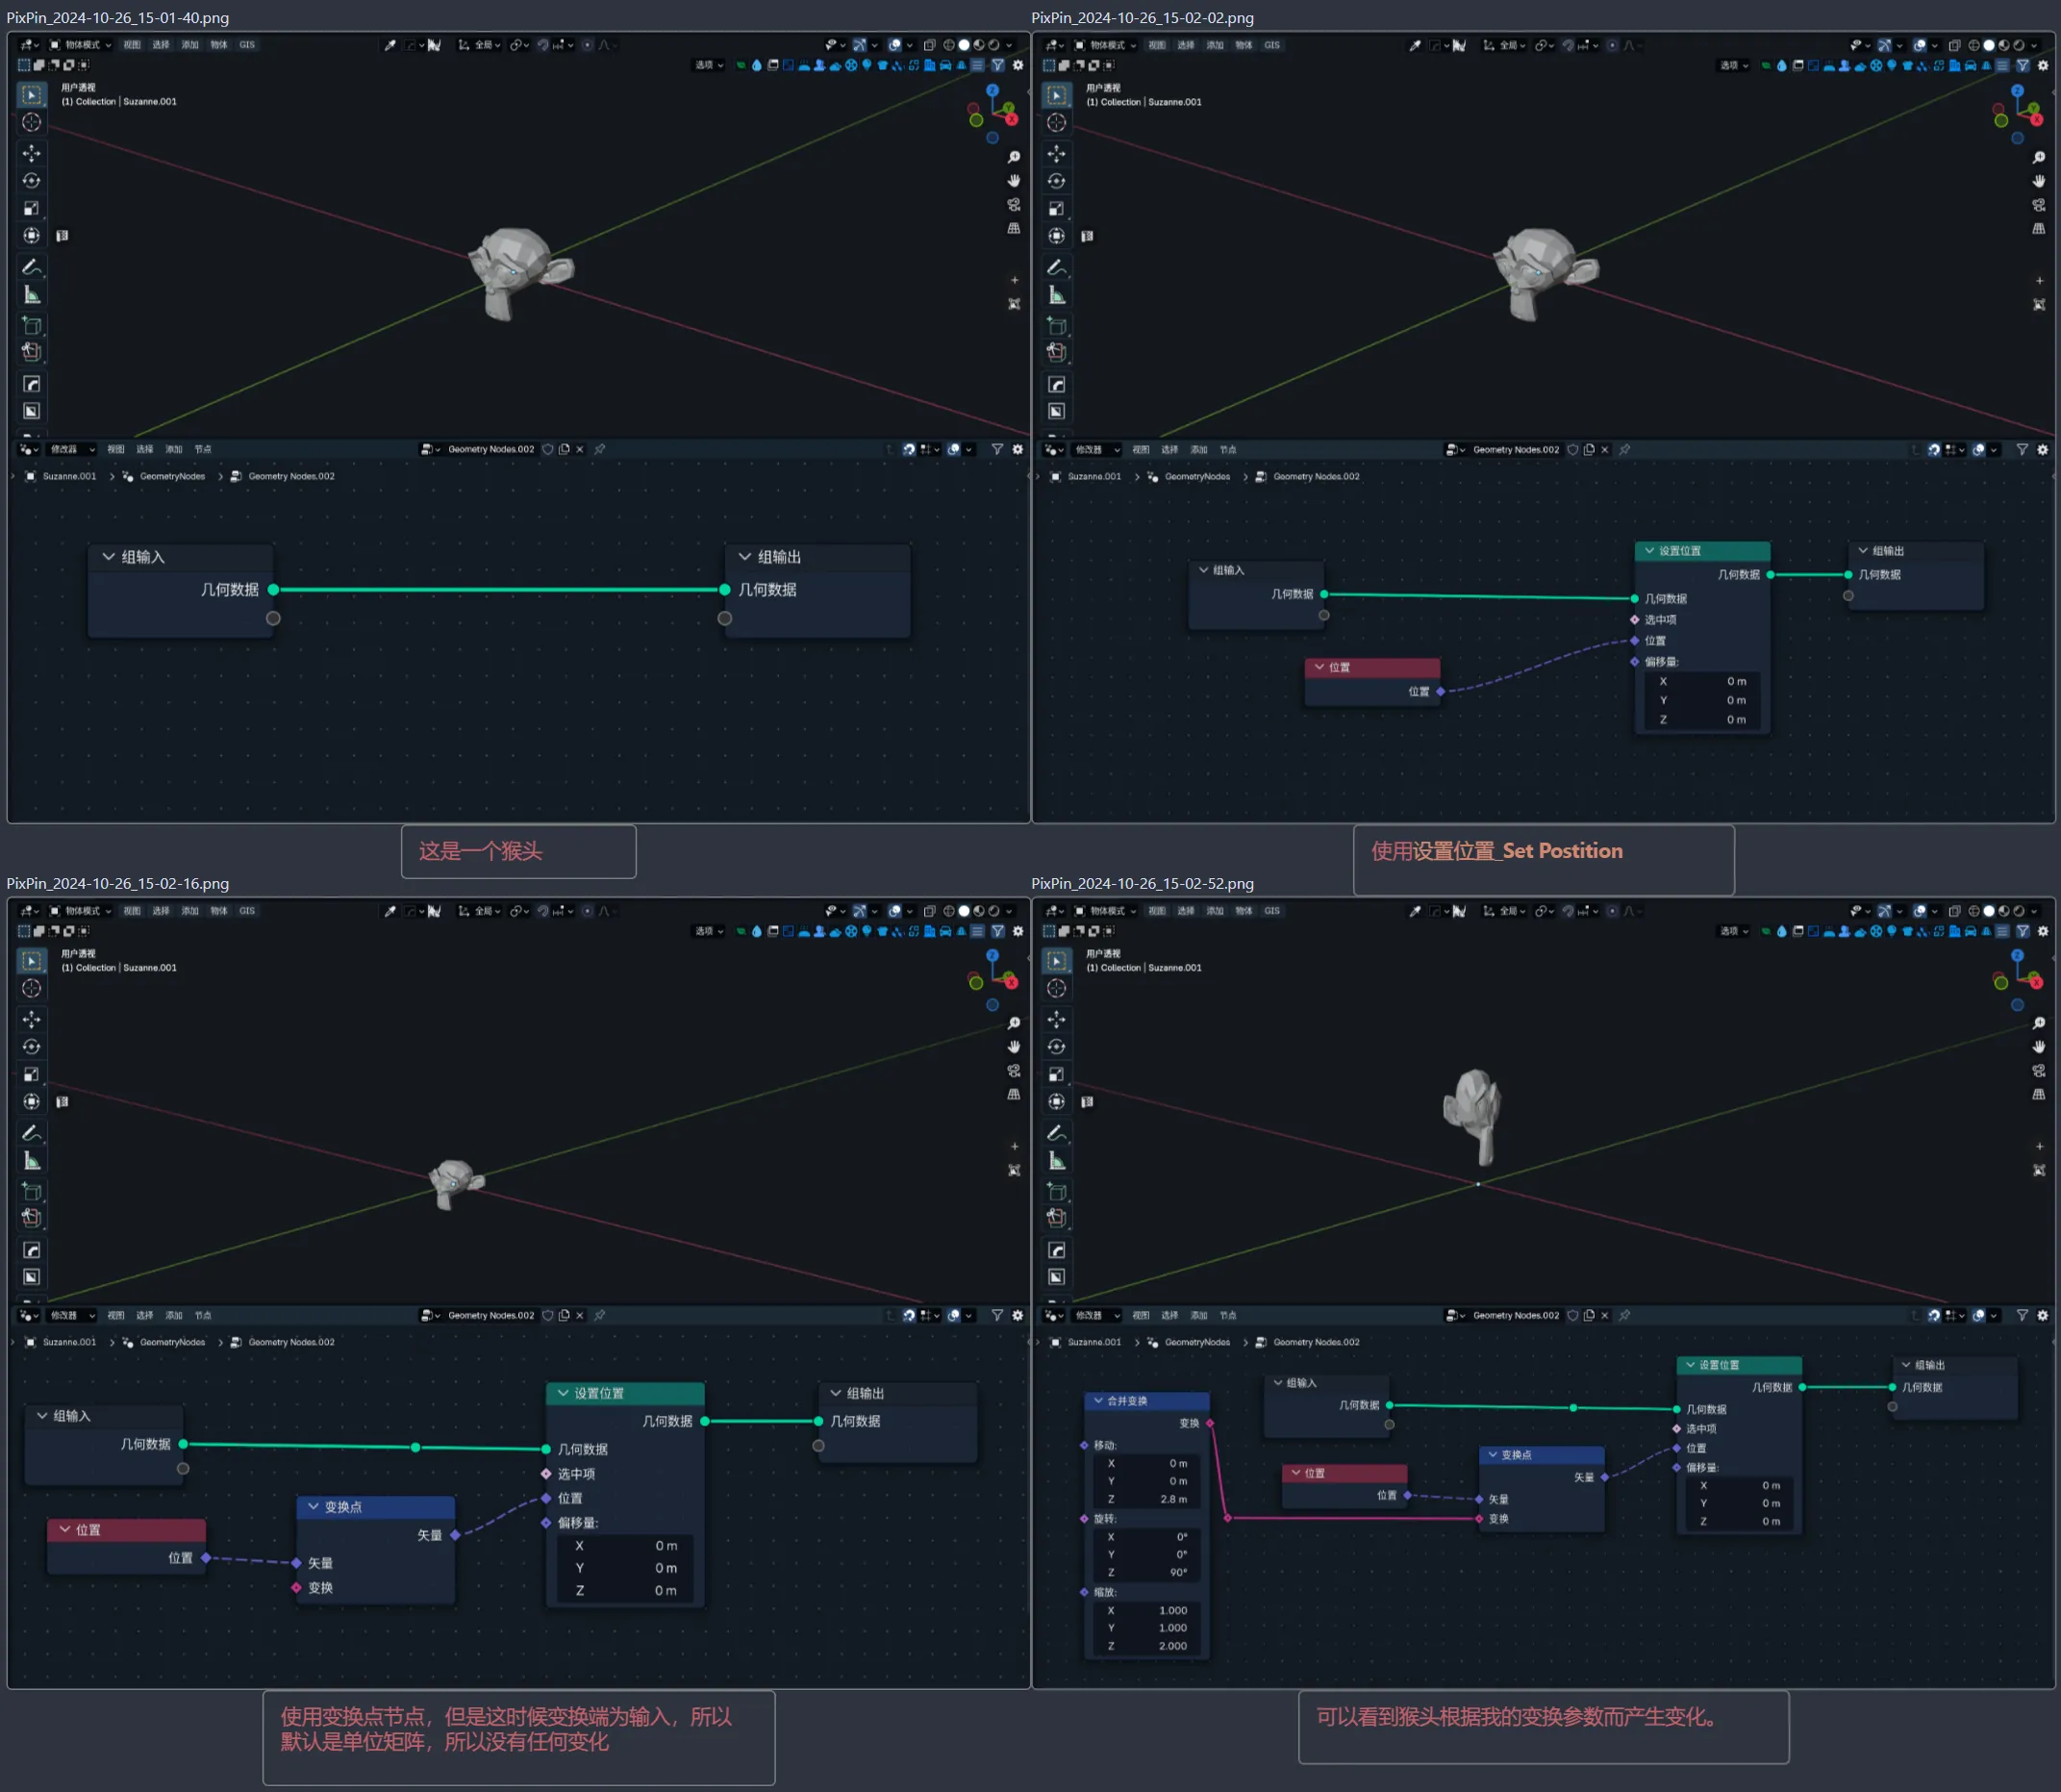 PixPin_2024-10-26_15-01-40.png
物体模式 视图 选择 添加 物体 GIS
全局
选项
用户透视
(1) Collection | Suzanne.001
Z
Y
X
修改器 视图 选择 添加 节点
Geometry Nodes.002
Suzanne.001 > GeometryNodes > Geometry Nodes.002
组输入
几何数据
组输出
几何数据
这是一个猴头
PixPin_2024-10-26_15-02-02.png
物体模式 视图 选择 添加 物体 GIS
全局
选项
用户透视
(1) Collection | Suzanne.001
Z
Y
X
修改器 视图 选择 添加 节点
Geometry Nodes.002
Suzanne.001 > GeometryNodes > Geometry Nodes.002
组输入
几何数据
位置
位置
设置位置
几何数据
几何数据
选中项
位置
偏移量:
X 0 m
Y 0 m
Z 0 m
组输出
几何数据
使用设置位置_Set Postition
PixPin_2024-10-26_15-02-16.png
物体模式 视图 选择 添加 物体 GIS
全局
选项
用户透视
(1) Collection | Suzanne.001
Z
X
修改器 视图 选择 添加 节点
Geometry Nodes.002
Suzanne.001 > GeometryNodes > Geometry Nodes.002
组输入
几何数据
位置
位置
变换点
矢量
矢量
变换
设置位置
几何数据
几何数据
选中项
位置
偏移量:
X 0 m
Y 0 m
Z 0 m
组输出
几何数据
使用变换点节点，但是这时候变换端为输入，所以
默认是单位矩阵，所以没有任何变化
PixPin_2024-10-26_15-02-52.png
物体模式 视图 选择 添加 物体 GIS
全局
选项
用户透视
(1) Collection | Suzanne.001
Z
X
修改器 视图 选择 添加 节点
Geometry Nodes.002
Suzanne.001 > GeometryNodes > Geometry Nodes.002
合并变换
变换
移动:
X 0 m
Y 0 m
Z 2.8 m
旋转:
X 0°
Y 0°
Z 90°
缩放:
X 1.000
Y 1.000
Z 2.000
组输入
几何数据
位置
位置
变换点
矢量
矢量
变换
设置位置
几何数据
几何数据
选中项
位置
偏移量:
X 0 m
Y 0 m
Z 0 m
组输出
几何数据
可以看到猴头根据我的变换参数而产生变化。